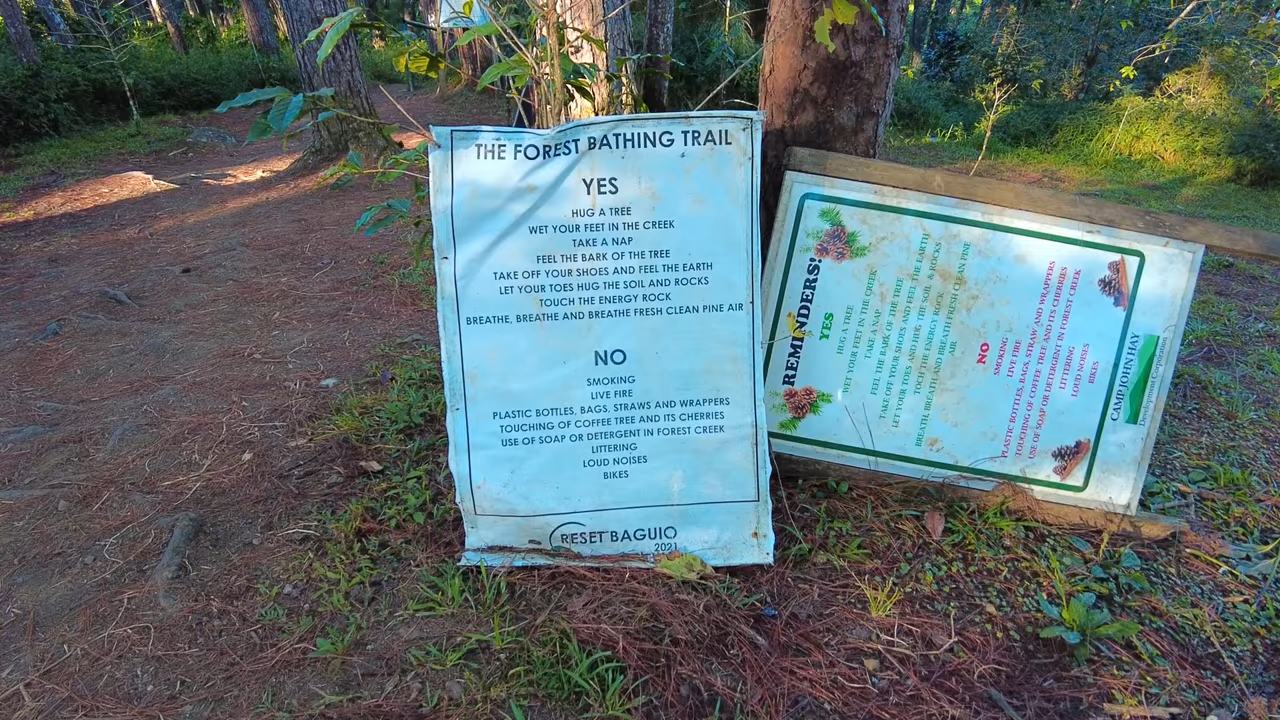 THE FOREST BATHING TRAIL
YES
HUG A TREE
WET YOUR FEET IN THE CREEK
TAKE A NAP
FEEL THE BARK OF THE TREE
TAKE OFF YOUR SHOES AND FEEL THE EARTH
LET YOUR TOES HUG THE SOIL AND ROCKS
TOUCH THE ENERGY ROCK
BREATHE, BREATHE AND BREATHE FRESH CLEAN PINE AIR
NO
SMOKING
LIVE FIRE
PLASTIC BOTTLES, BAGS, STRAWS AND WRAPPERS
TOUCHING OF COFFEE TREE AND ITS CHERRIES
USE OF SOAP OR DETERGENT IN FOREST CREEK
LITTERING
LOUD NOISES
BIKES
RESET BAGUIO
2021
REMINDERS!
YES
HUG A TREE
WET YOUR FEET IN THE CREEK
TAKE A NAP
FEEL THE BARK OF THE TREE
TAKE OFF YOUR SHOES AND FEEL THE EARTH
LET YOUR TOES AND HUG THE SOIL & ROCKS
TOCH THE ENERGY ROCK
BREATH, BREATH AND BREATH FRESH CLEAN PINE
AIR
NO
SMOKING
LIVE FIRE
PLASTIC BOTTLES, BAGS, STRAW AND WRAPPERS
TOUCHING OF COFFEE TREE AND ITS CHERRIES
USE OF SOAP OR DETERGENT IN FOREST CREEK
LITTERING
LOUD NOISES
BIKES
CAMP JOHN HAY
Development Corporation